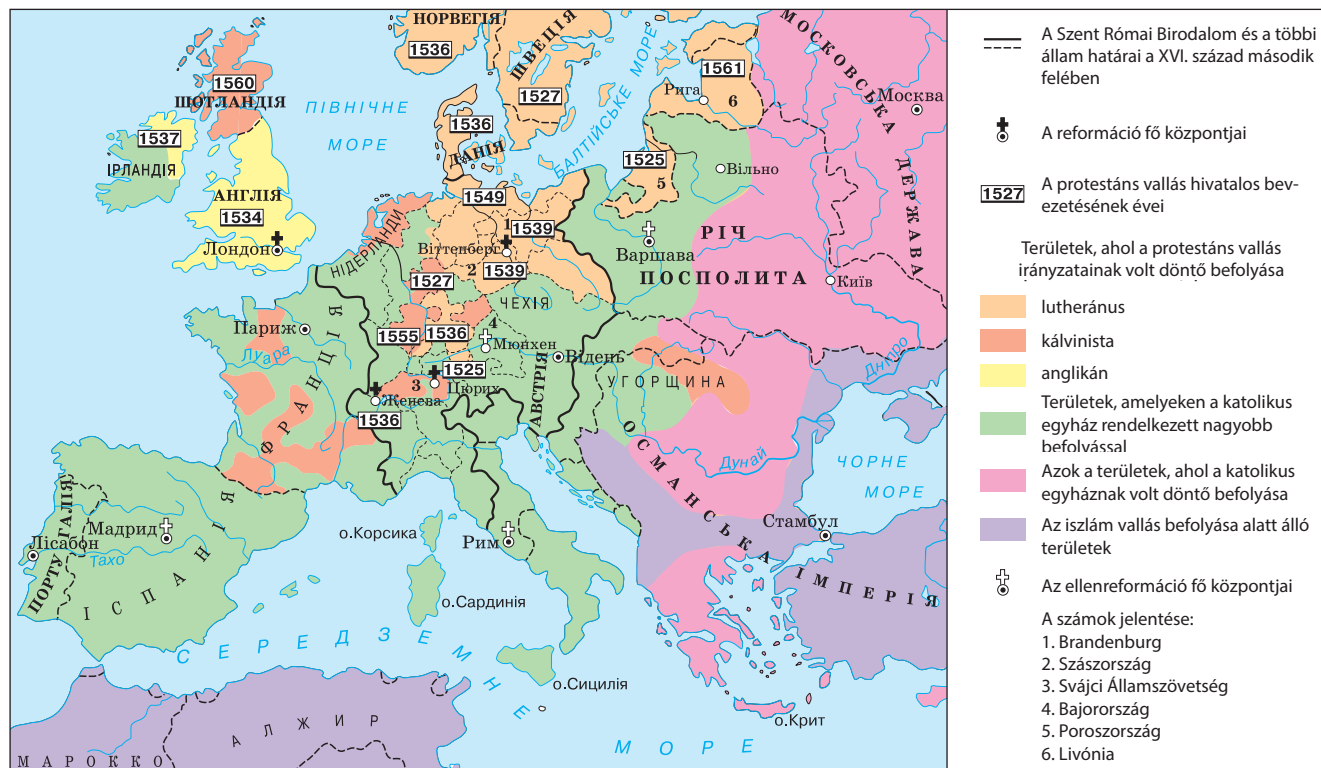 НОРВЕГІЯ
1536
ШВЕЦІЯ
1527
1561
Рига
6
МОСКОВСЬКА ДЕРЖАВА
Москва
1560
ШОТЛАНДІЯ
ПІВНІЧНЕ
МОРЕ
1536
ДАНІЯ
БАЛТІЙСЬКЕ МОРЕ
1537
ІРЛАНДІЯ
1525
5
Вільно
АНГЛІЯ
1534
Лондон
НІДЕРЛАНДИ
1549
1
1539
Віттенберг
2
1539
1527
Варшава
РІЧ
ПОСПОЛИТА
Київ
ЧЕХІЯ
Париж
Луара
1555
1536
4
Мюнхен
Відень
1525
3
Цюрих
Женева
1536
ФРАНЦІЯ
АВСТРІЯ
УГОРЩИНА
Дніпро
Дунай
ЧОРНЕ
МОРЕ
ОСМАНСЬКА ІМПЕРІЯ
Стамбул
ПОРТУГАЛІЯ
Лісабон
Мадрид
Тахо
ІСПАНІЯ
о.Корсика
Рим
о.Сардинія
СЕРЕДЗЕМНЕ
МОРЕ
о.Сицилія
о.Крит
АЛЖИР
МАРОККО
A Szent Római Birodalom és a többi
állam határai a XVI. század második
felében
A reformáció fő központjai
1527
A protestáns vallás hivatalos bev-
ezetésének évei
Területek, ahol a protestáns vallás
irányzatainak volt döntő befolyása
lutheránus
kálvinista
anglikán
Területek, amelyeken a katolikus
egyház rendelkezett nagyobb
befolyással
Azok a területek, ahol a katolikus
egyháznak volt döntő befolyása
Az iszlám vallás befolyása alatt álló
területek
Az ellenreformáció fő központjai
A számok jelentése:
1. Brandenburg
2. Szászország
3. Svájci Államszövetség
4. Bajorország
5. Poroszország
6. Livónia